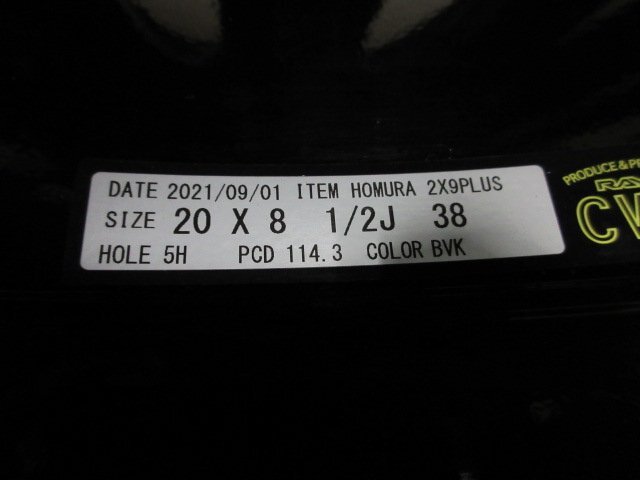 DATE 2021/09/01 ITEM HOMURA 2X9PLUS
SIZE 20 X 8 1/2J 38
HOLE 5H PCD 114.3 COLOR BVK
PRODUCE